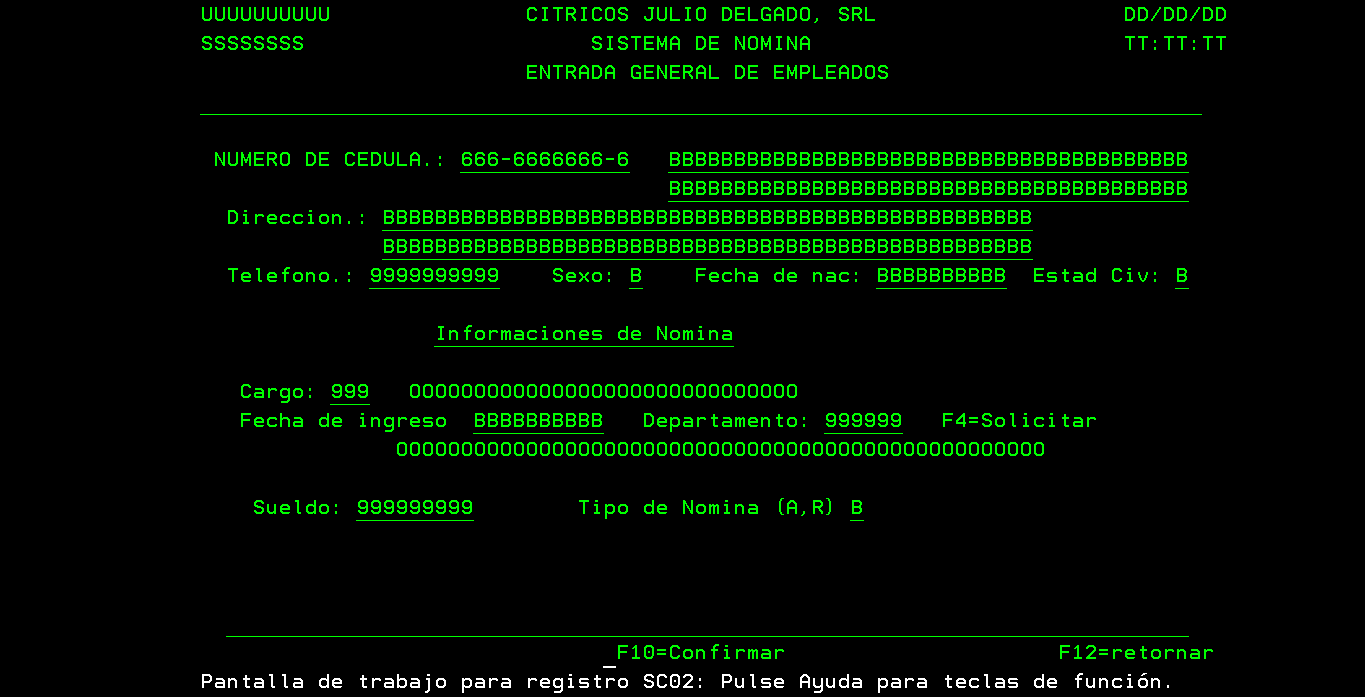 UUUUUUUUUU CITRICOS JULIO DELGADO, SRL DD/DD/DD
SSSSSSSS SISTEMA DE NOMINA TT:TT:TT
ENTRADA GENERAL DE EMPLEADOS
NUMERO DE CEDULA.: 666-6666666-6 BBBBBBBBBBBBBBBBBBBBBBBBBBBBBBBBBBBBBBBB
BBBBBBBBBBBBBBBBBBBBBBBBBBBBBBBBBBBBBBBB
Direccion.: BBBBBBBBBBBBBBBBBBBBBBBBBBBBBBBBBBBBBBBBBBBBBBBBBB
BBBBBBBBBBBBBBBBBBBBBBBBBBBBBBBBBBBBBBBBBBBBBBBBBB
Telefono.: 9999999999 Sexo: B Fecha de nac: BBBBBBBBBB Estad Civ: B
Informaciones de Nomina
Cargo: 999 OOOOOOOOOOOOOOOOOOOOOOOOOOOOOO
Fecha de ingreso BBBBBBBBBB Departamento: 999999 F4=Solicitar
OOOOOOOOOOOOOOOOOOOOOOOOOOOOOOOOOOOOOOOOOOOOOOOOOO
Sueldo: 999999999 Tipo de Nomina (A,R) B
F10=Confirmar F12=retornar
Pantalla de trabajo para registro SC02: Pulse Ayuda para teclas de función.